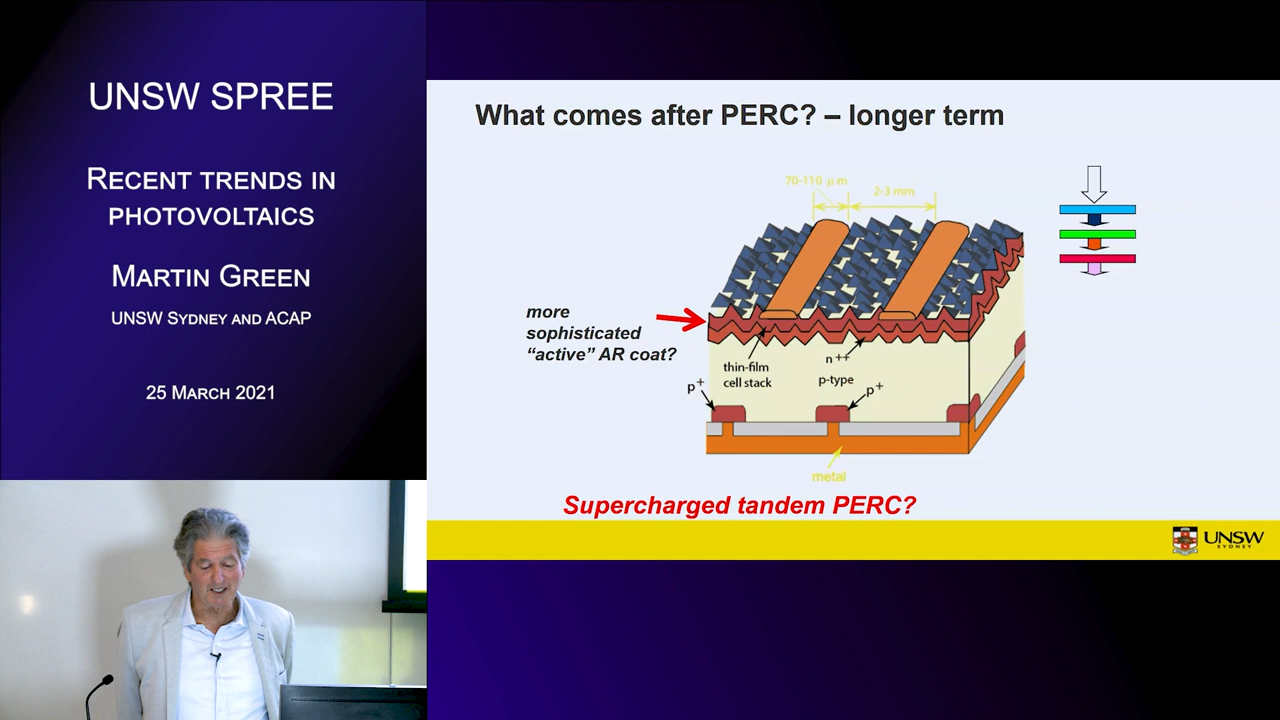 UNSW SPREE
RECENT TRENDS IN
PHOTOVOLTAICS
MARTIN GREEN
UNSW SYDNEY AND ACAP
25 MARCH 2021
What comes after PERC? – longer term
70-110 µm
2-3 mm
more
sophisticated
“active” AR coat?
thin-film
cell stack
n++
p-type
p+
p+
metal
Supercharged tandem PERC?
UNSW
SYDNEY